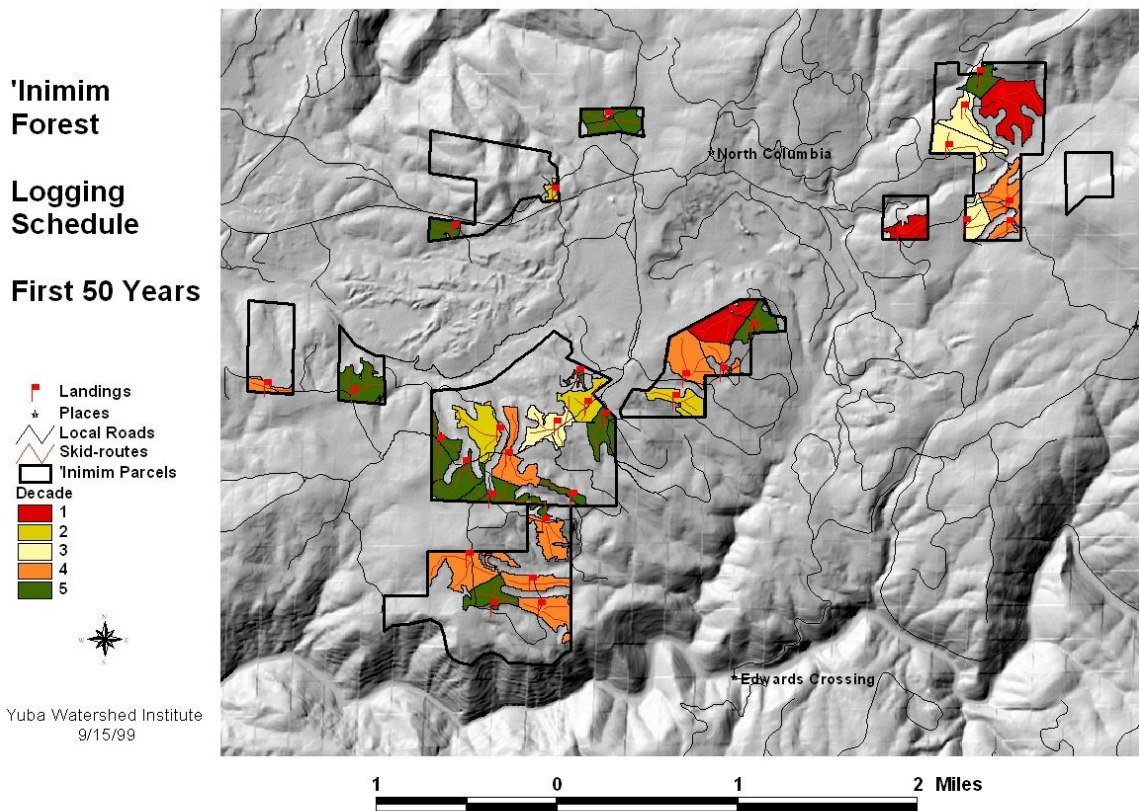 'Inimim
Forest
Logging
Schedule
First 50 Years
Landings
Places
Local Roads
Skid-routes
'Inimim Parcels
Decade
1
2
3
4
5
N
W E
S
Yuba Watershed Institute
9/15/99
North Columbia
Edwards Crossing
1 0 1 2 Miles